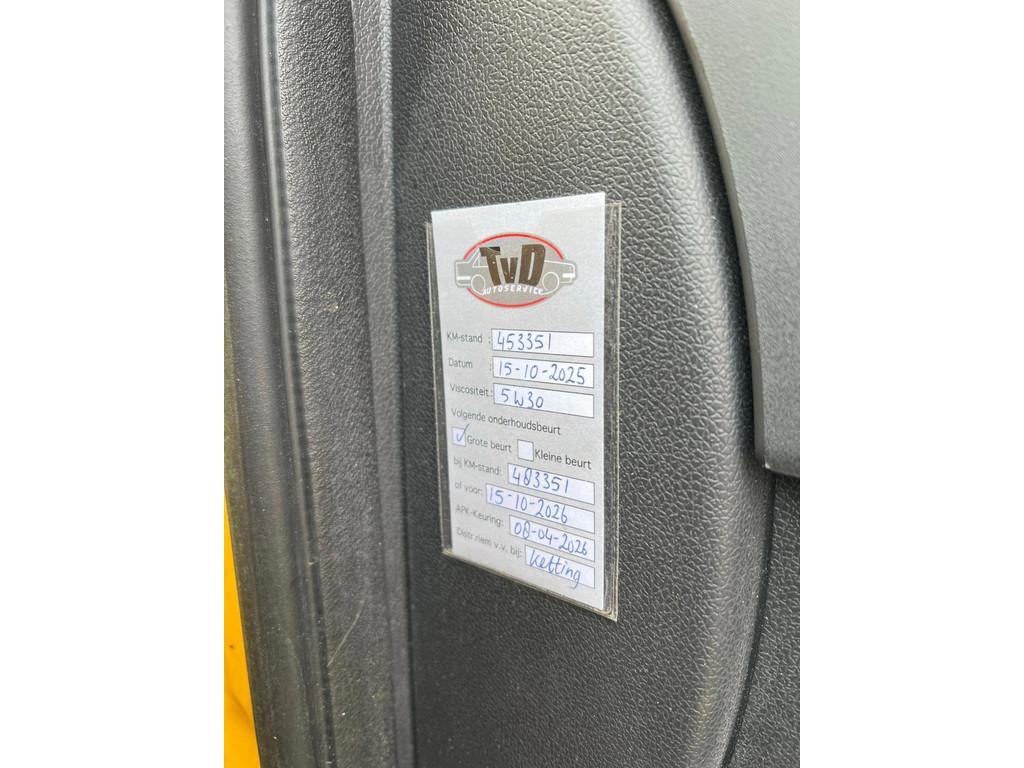 TvD
AUTOSERVICE
KM-stand : 453351
Datum : 15-10-2025
Viscositeit : 5W30
Volgende onderhoudsbeurt
✓ Grote beurt Kleine beurt
bij KM-stand: 483351
of voor: 15-10-2026
APK-Keuring: 08-04-2026
Distr.riem v.v. bij: Ketting